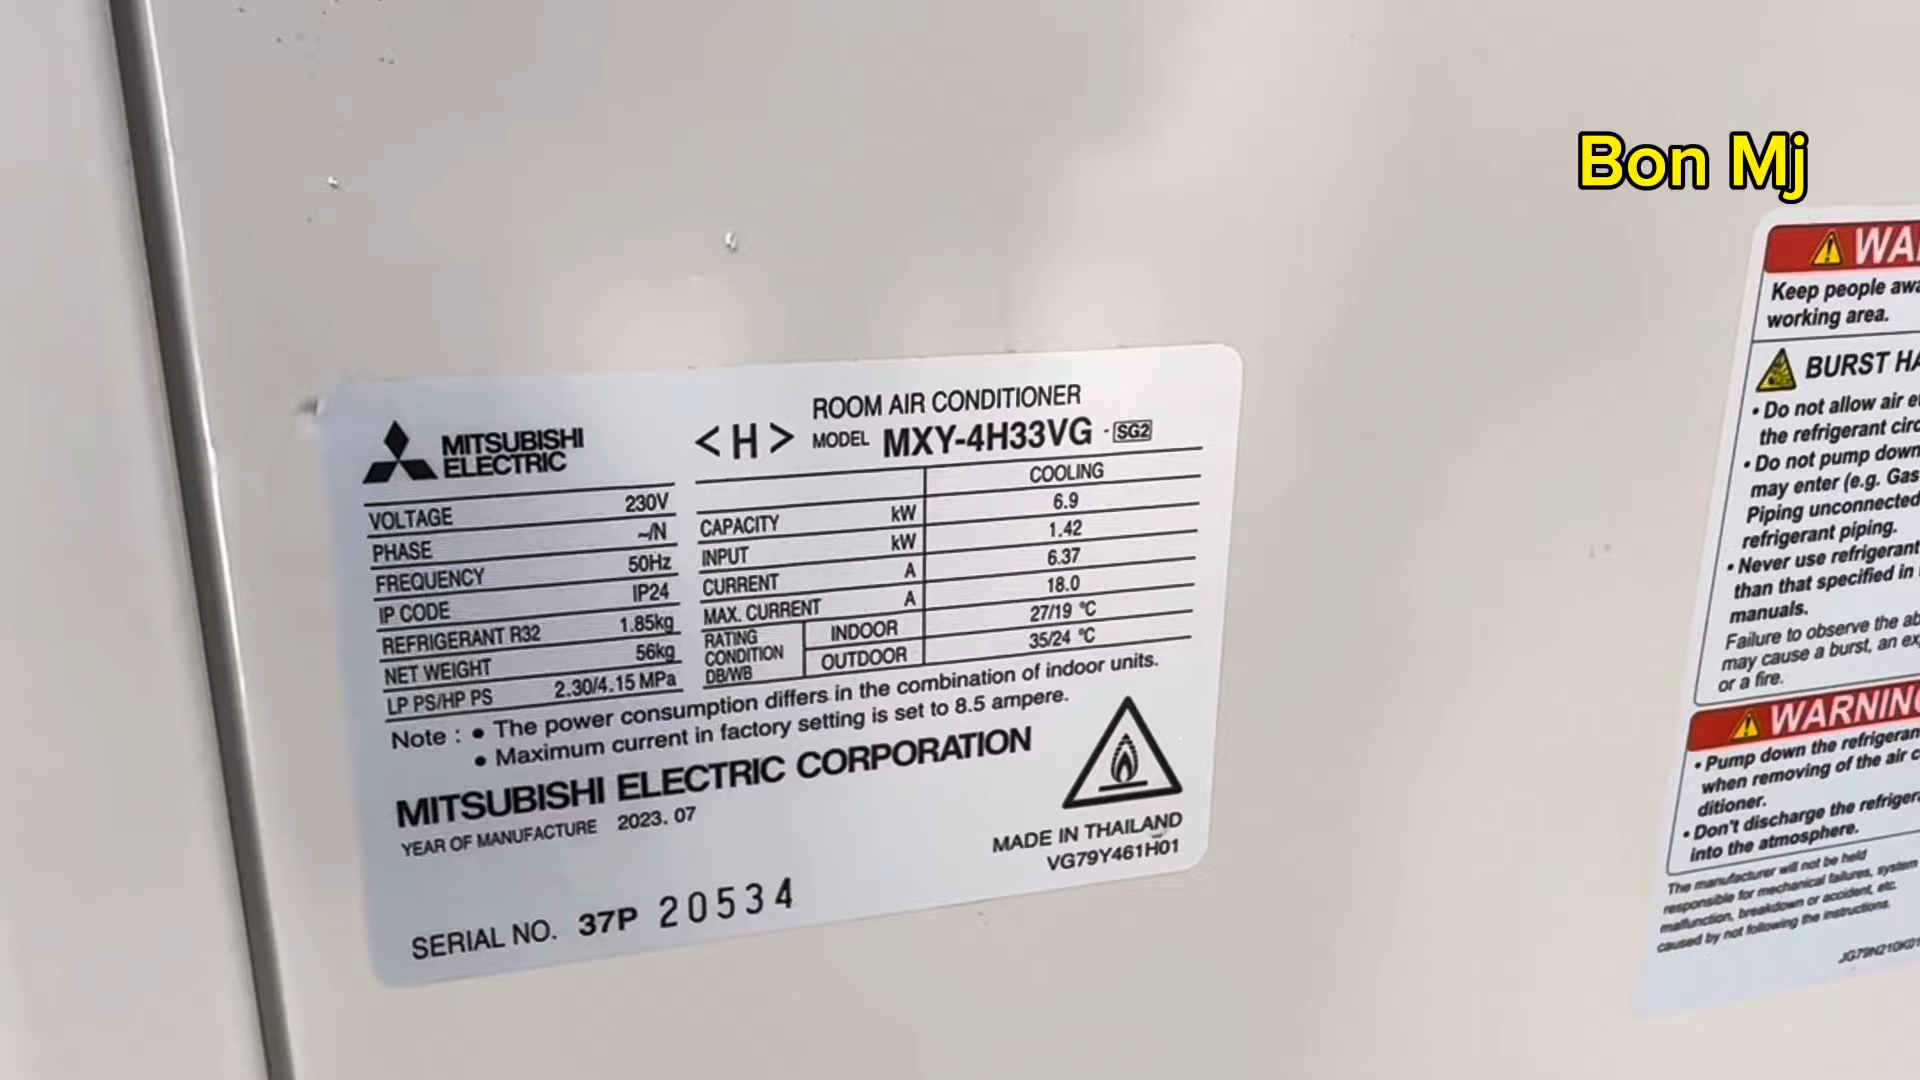 Bon Mj
MITSUBISHI
ELECTRIC
<H>
ROOM AIR CONDITIONER
MODEL MXY-4H33VG -SG2
VOLTAGE 230V
PHASE ~/N
FREQUENCY 50Hz
IP CODE IP24
REFRIGERANT R32 1.85kg
NET WEIGHT 56kg
LP PS/HP PS 2.30/4.15 MPa
COOLING
CAPACITY kW 6.9
INPUT kW 1.42
CURRENT A 6.37
MAX. CURRENT A 18.0
RATING
CONDITION
DB/WB
INDOOR 27/19 °C
OUTDOOR 35/24 °C
Note : • The power consumption differs in the combination of indoor units.
• Maximum current in factory setting is set to 8.5 ampere.
MITSUBISHI ELECTRIC CORPORATION
YEAR OF MANUFACTURE 2023. 07
MADE IN THAILAND
VG79Y461H01
SERIAL NO. 37P 20534
Keep people
working area.
BURST
• Do not allow air
the refrigerant
• Do not pump down
may enter (e.g. Gas
Piping unconnected
refrigerant piping.
• Never use refrigerant
than that specified in
manuals.
Failure to observe the
may cause a burst, an
or a fire.
WARNING
• Pump down the refrigerant
when removing of the air
ditioner.
• Don't discharge the
into the atmosphere.
The manufacturer will not be held
responsible for mechanical failures, system
malfunction, breakdown or accident, etc.
caused by not following the instructions.